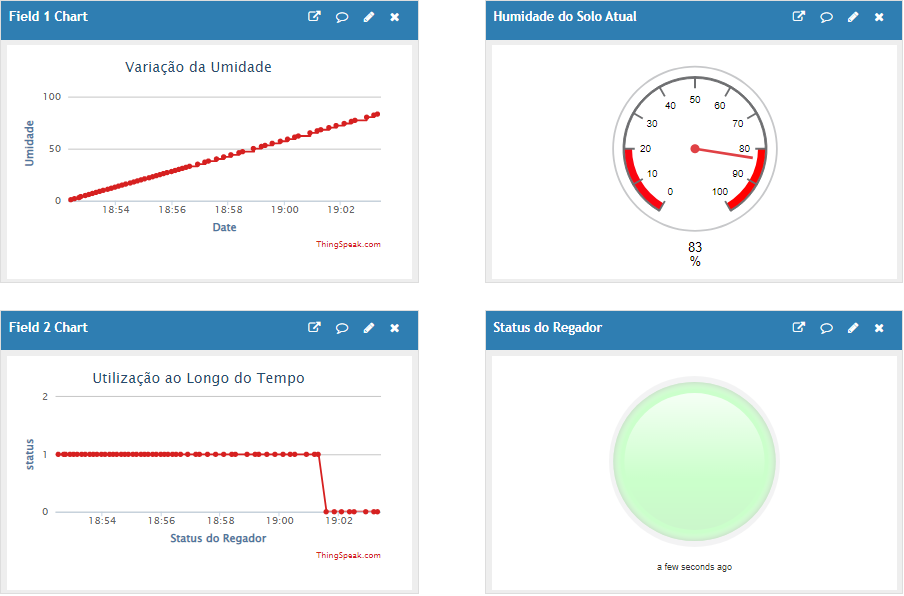 Field 1 Chart
Variação da Umidade
Umidade
100
50
0
18:54 18:56 18:58 19:00 19:02
Date
ThingSpeak.com
Humidade do Solo Atual
0 10 20 30 40 50 60 70 80 90 100
83
%
Field 2 Chart
Utilização ao Longo do Tempo
status
2
1
0
18:54 18:56 18:58 19:00 19:02
Status do Regador
ThingSpeak.com
Status do Regador
a few seconds ago